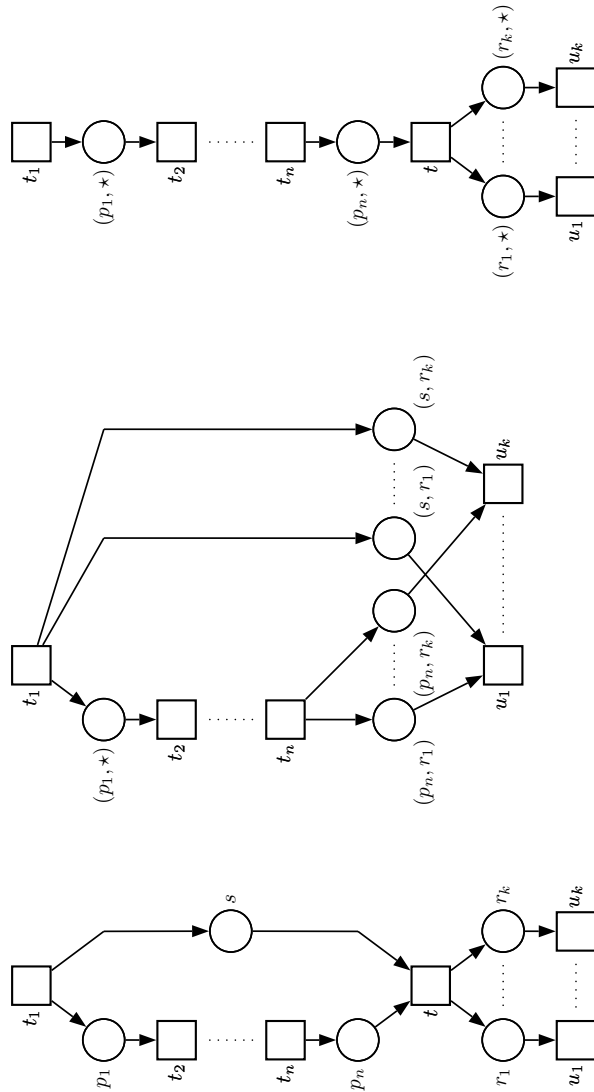 t₁
p₁
s
t₂
tₙ
pₙ
t
r₁
rₖ
u₁
uₖ
t₁
(p₁, ⋆)
t₂
tₙ
(pₙ, r₁)
(pₙ, rₖ)
(s, r₁)
(s, rₖ)
u₁
uₖ
t₁
(p₁, ⋆)
t₂
tₙ
(pₙ, ⋆)
t
(r₁, ⋆)
(rₖ, ⋆)
u₁
uₖ